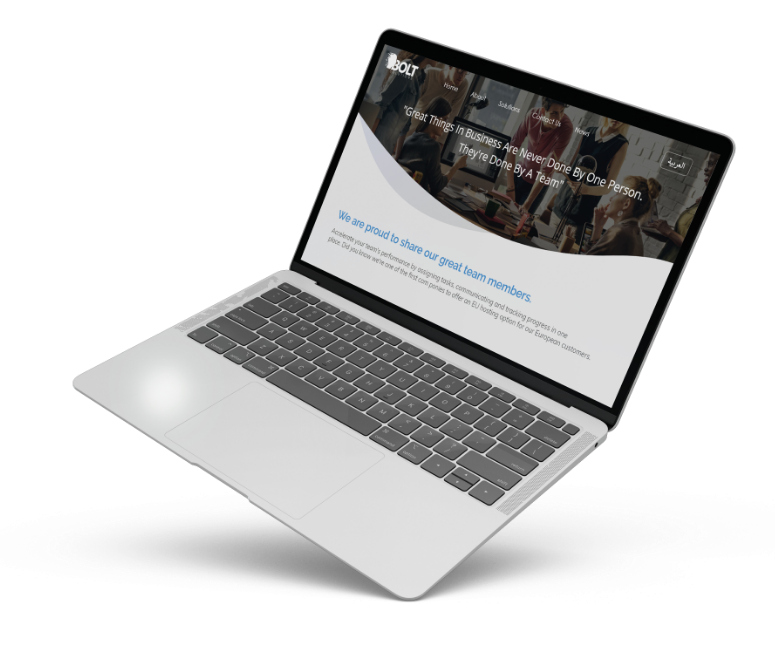 BOLT
Home About Solutions Contact Us News
العربية
"Great Things In Business Are Never Done By One Person.
They're Done By A Team"
We are proud to share our great team members.
Accelerate your team's performance by assigning tasks, communicating and tracking progress in one
place. Did you know we're one of the first companies to offer an EU hosting option for our European customers.